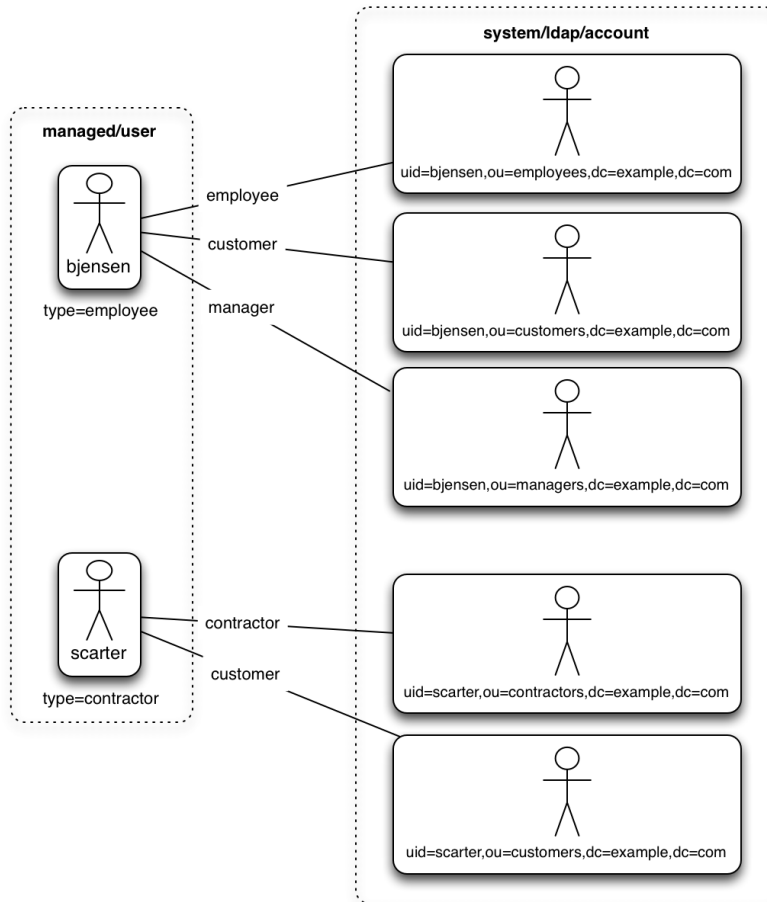 system/ldap/account
managed/user
uid=bjensen,ou=employees,dc=example,dc=com
employee
customer
bjensen
type=employee
manager
uid=bjensen,ou=customers,dc=example,dc=com
uid=bjensen,ou=managers,dc=example,dc=com
contractor
scarter
customer
type=contractor
uid=scarter,ou=contractors,dc=example,dc=com
uid=scarter,ou=customers,dc=example,dc=com